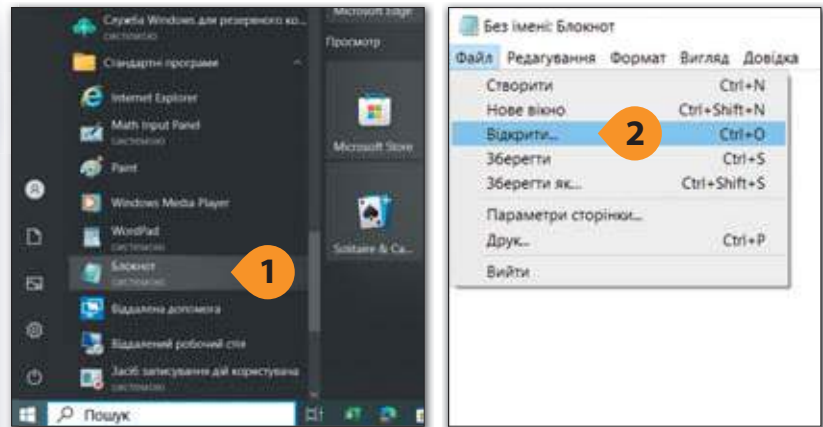 Служба Windows для резервного ко...
системою
Стандартні програми
Internet Explorer
Math Input Panel
системою
Paint
Windows Media Player
WordPad
системою
Блокнот
системою
1
Віддалена допомога
Віддалений робочий стіл
Засіб записування дій користувача
системою
Пошук
Microsoft Edge
Просмотр
Microsoft Store
Solitaire & Ca...
Без імені: Блокнот
Файл Редагування Формат Вигляд Довідка
Створити Ctrl+N
Нове вікно Ctrl+Shift+N
Відкрити... 2 Ctrl+O
Зберегти Ctrl+S
Зберегти як... Ctrl+Shift+S
Параметри сторінки...
Друк... Ctrl+P
Вийти